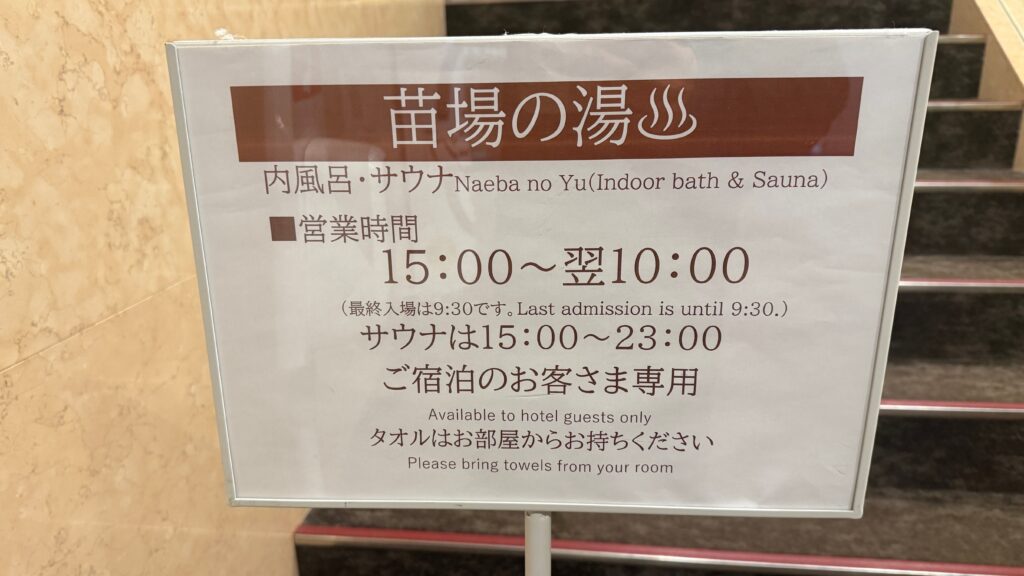 苗場の湯♨
内風呂・サウナNaeba no Yu(Indoor bath & Sauna)
■営業時間
15:00～翌10:00
(最終入場は9:30です。Last admission is until 9:30.)
サウナは15:00～23:00
ご宿泊のお客さま専用
Available to hotel guests only
タオルはお部屋からお持ちください
Please bring towels from your room